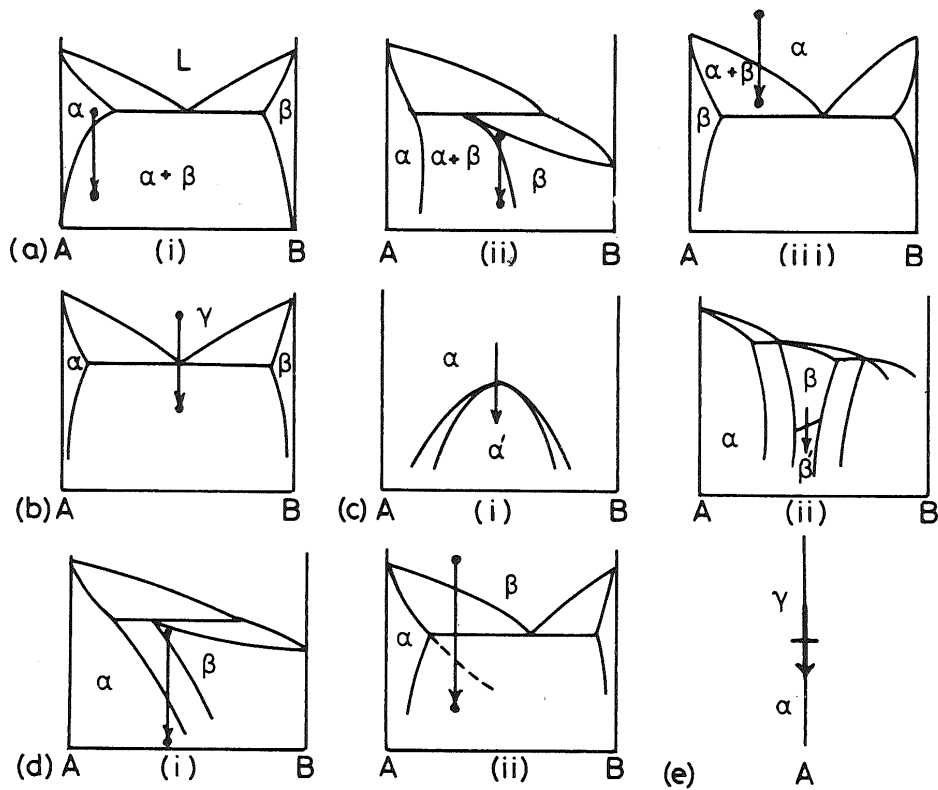 L
α
β
α + β
(a) A (i) B
α
α + β
β
A (ii) B
α
α + β
β
A (iii) B
γ
α
β
(b) A B
α
α'
(c) A (i) B
β
α
β'
A (ii) B
α
β
(d) A (i) B
β
α
A (ii) B
γ
α
(e) A